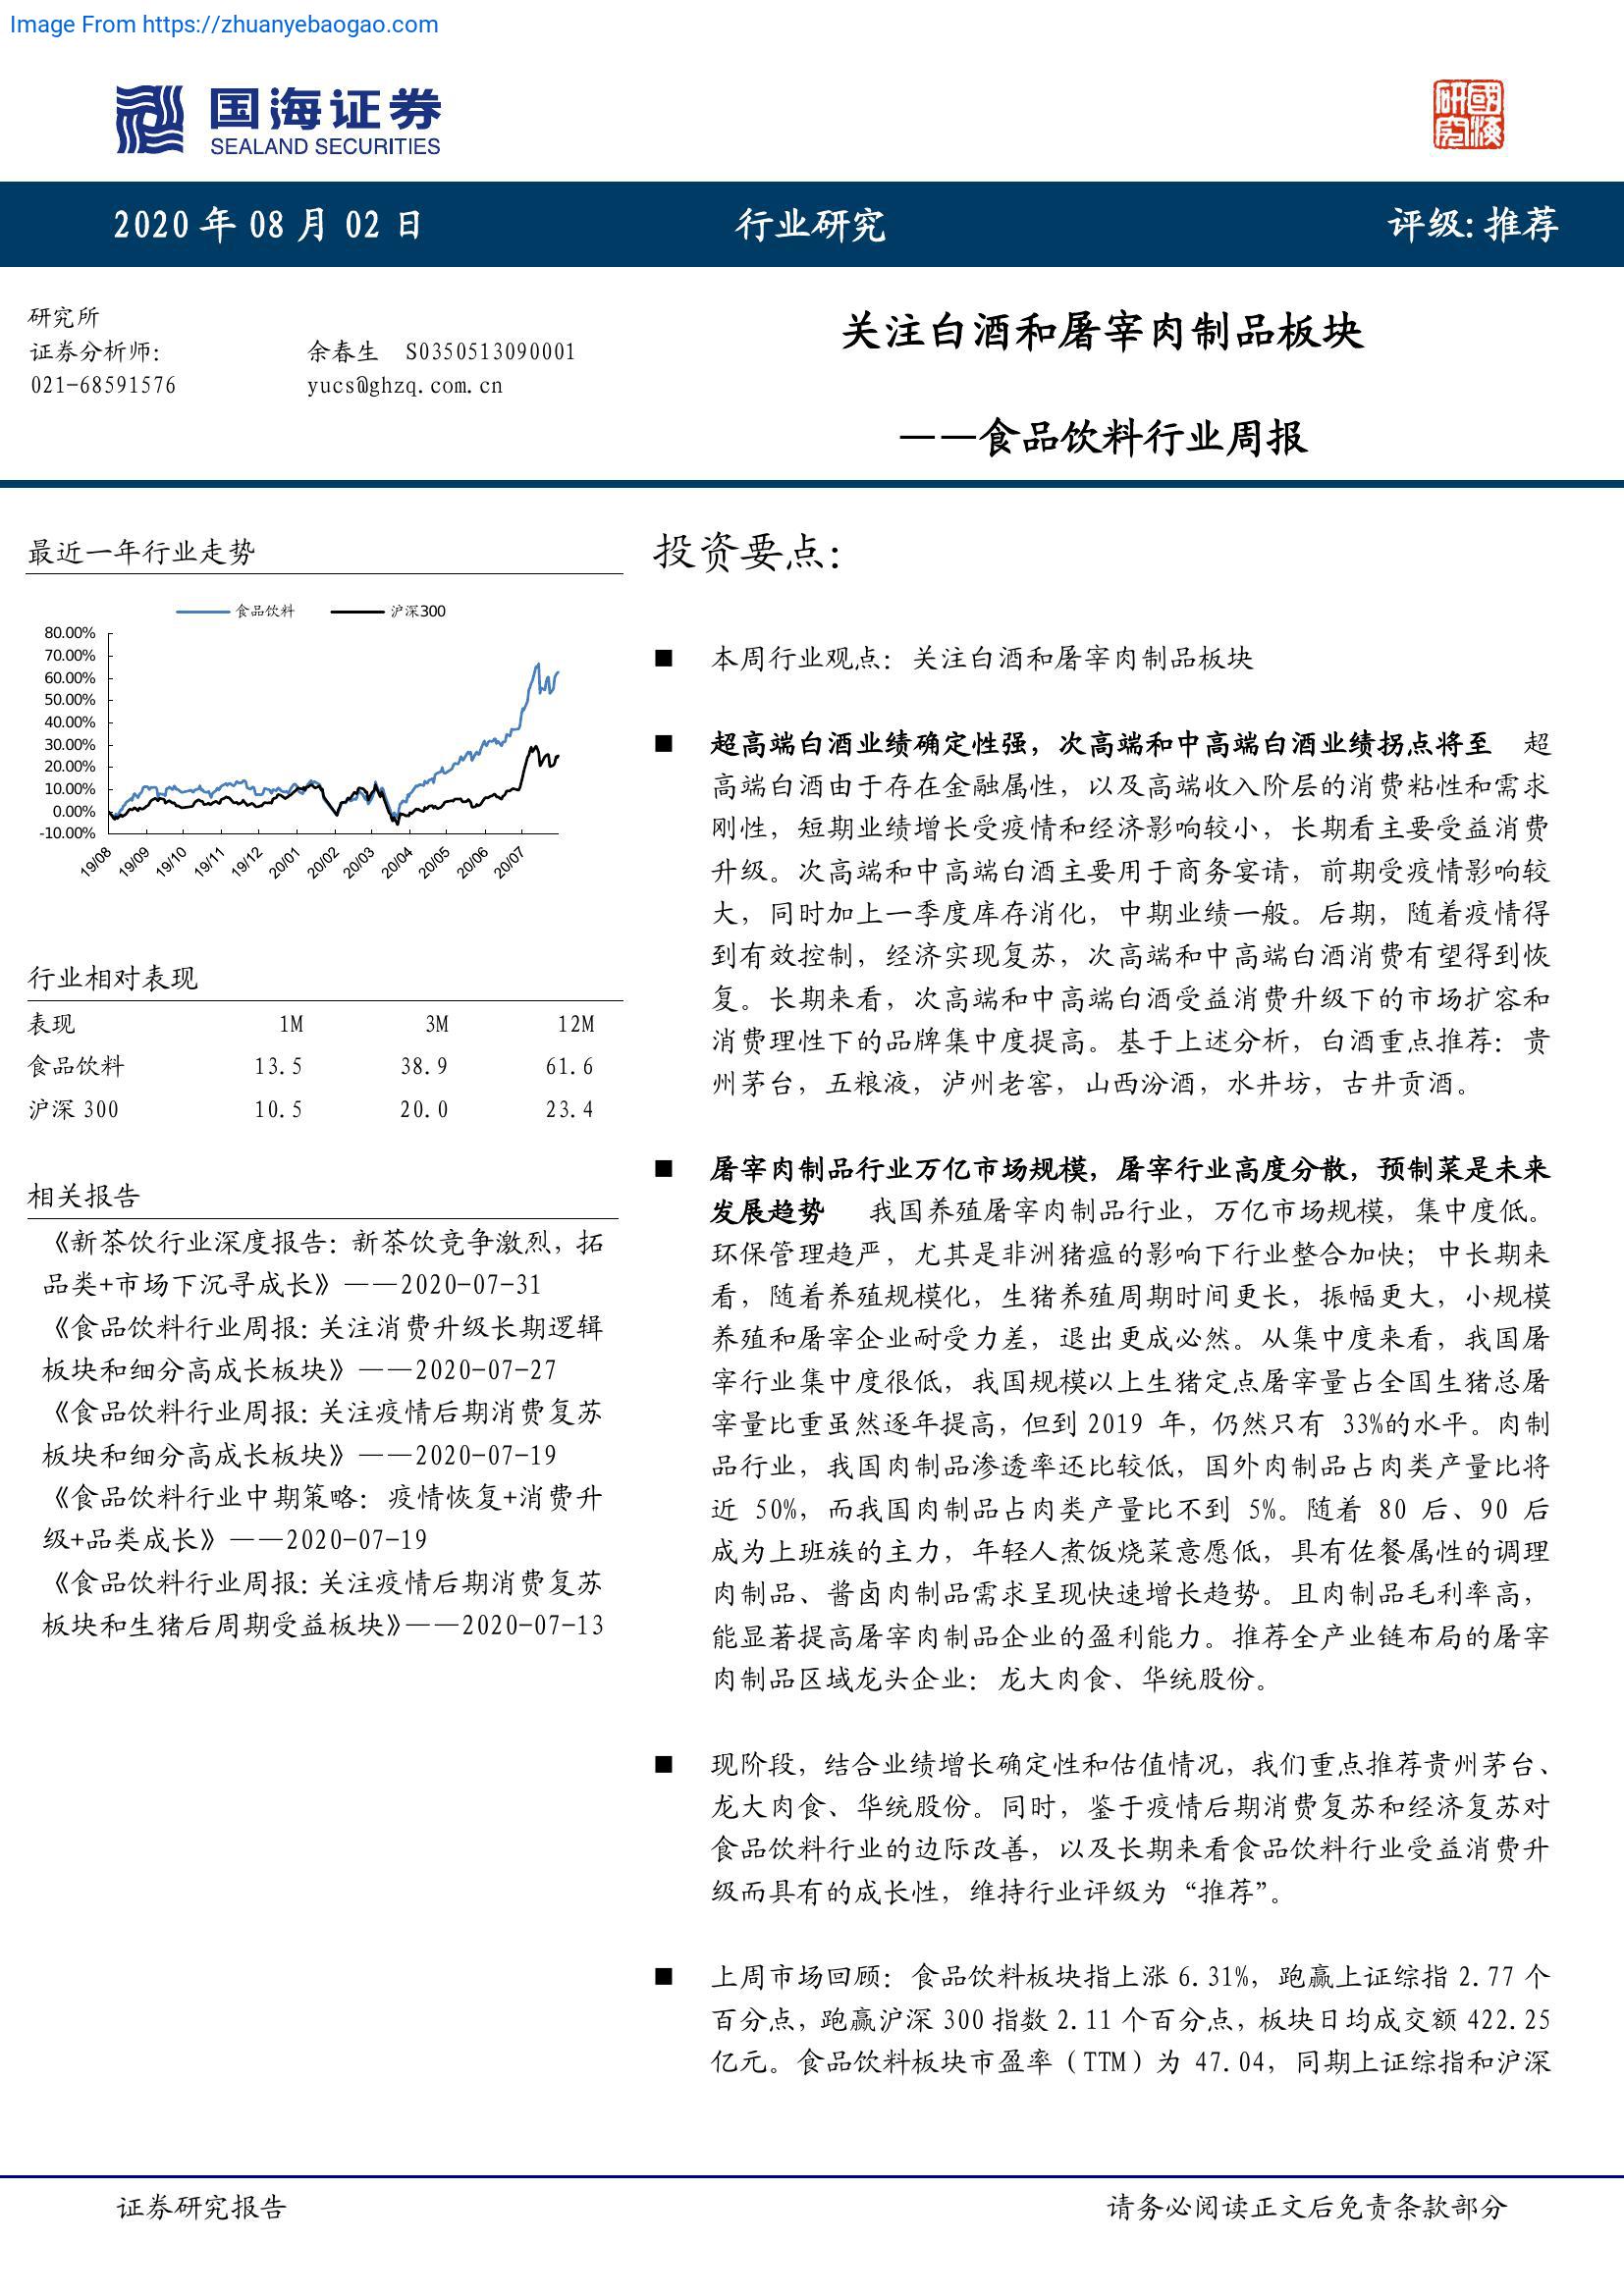 Image From https://zhuanyebaogao.com
国海证券
SEALAND SECURITIES
國海研究
2020 年 08 月 02 日
行业研究
评级：推荐
研究所
证券分析师：
余春生 S0350513090001
021-68591576
yucs@ghzq.com.cn
关注白酒和屠宰肉制品板块
——食品饮料行业周报
最近一年行业走势
食品饮料
沪深300
80.00%
70.00%
60.00%
50.00%
40.00%
30.00%
20.00%
10.00%
0.00%
-10.00%
19/08
19/09
19/10
19/11
19/12
20/01
20/02
20/03
20/04
20/05
20/06
20/07
行业相对表现
表现 1M 3M 12M
食品饮料 13.5 38.9 61.6
沪深 300 10.5 20.0 23.4
相关报告
《新茶饮行业深度报告：新茶饮竞争激烈，拓
品类+市场下沉寻成长》——2020-07-31
《食品饮料行业周报：关注消费升级长期逻辑
板块和细分高成长板块》——2020-07-27
《食品饮料行业周报：关注疫情后期消费复苏
板块和细分高成长板块》——2020-07-19
《食品饮料行业中期策略：疫情恢复+消费升
级+品类成长》——2020-07-19
《食品饮料行业周报：关注疫情后期消费复苏
板块和生猪后周期受益板块》——2020-07-13
投资要点：
■ 本周行业观点：关注白酒和屠宰肉制品板块
■ 超高端白酒业绩确定性强，次高端和中高端白酒业绩拐点将至 超
高端白酒由于存在金融属性，以及高端收入阶层的消费粘性和需求
刚性，短期业绩增长受疫情和经济影响较小，长期看主要受益消费
升级。次高端和中高端白酒主要用于商务宴请，前期受疫情影响较
大，同时加上一季度库存消化，中期业绩一般。后期，随着疫情得
到有效控制，经济实现复苏，次高端和中高端白酒消费有望得到恢
复。长期来看，次高端和中高端白酒受益消费升级下的市场扩容和
消费理性下的品牌集中度提高。基于上述分析，白酒重点推荐：贵
州茅台，五粮液，泸州老窖，山西汾酒，水井坊，古井贡酒。
■ 屠宰肉制品行业万亿市场规模，屠宰行业高度分散，预制菜是未来
发展趋势 我国养殖屠宰肉制品行业，万亿市场规模，集中度低。
环保管理趋严，尤其是非洲猪瘟的影响下行业整合加快；中长期来
看，随着养殖规模化，生猪养殖周期时间更长，振幅更大，小规模
养殖和屠宰企业耐受力差，退出更成必然。从集中度来看，我国屠
宰行业集中度很低，我国规模以上生猪定点屠宰量占全国生猪总屠
宰量比重虽然逐年提高，但到 2019 年，仍然只有 33%的水平。肉制
品行业，我国肉制品渗透率还比较低，国外肉制品占肉类产量比将
近 50%，而我国肉制品占肉类产量比不到 5%。随着 80 后、90 后
成为上班族的主力，年轻人煮饭烧菜意愿低，具有佐餐属性的调理
肉制品、酱卤肉制品需求呈现快速增长趋势。且肉制品毛利率高，
能显著提高屠宰肉制品企业的盈利能力。推荐全产业链布局的屠宰
肉制品区域龙头企业：龙大肉食、华统股份。
■ 现阶段，结合业绩增长确定性和估值情况，我们重点推荐贵州茅台、
龙大肉食、华统股份。同时，鉴于疫情后期消费复苏和经济复苏对
食品饮料行业的边际改善，以及长期来看食品饮料行业受益消费升
级而具有的成长性，维持行业评级为“推荐”。
■ 上周市场回顾：食品饮料板块指上涨 6.31%，跑赢上证综指 2.77 个
百分点，跑赢沪深 300 指数 2.11 个百分点，板块日均成交额 422.25
亿元。食品饮料板块市盈率（TTM）为 47.04，同期上证综指和沪深
证券研究报告
请务必阅读正文后免责条款部分